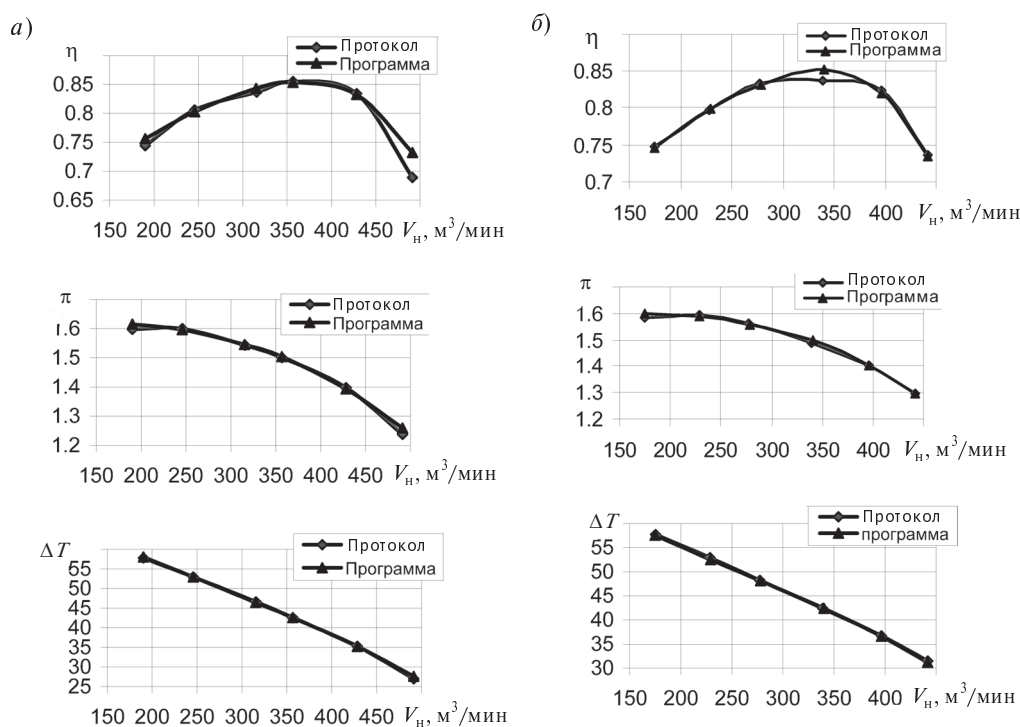 а)
η
Протокол
Программа
0.85
0.8
0.75
0.7
0.65
150 200 250 300 350 400 450 Vн, м³/мин
π
Протокол
Программа
1.6
1.5
1.4
1.3
1.2
150 200 250 300 350 400 450 Vн, м³/мин
ΔT
Протокол
Программа
55
50
45
40
35
30
25
150 200 250 300 350 400 450 Vн, м³/мин
б)
η
Протокол
Программа
0.85
0.8
0.75
0.7
150 200 250 300 350 400 Vн, м³/мин
π
Протокол
Программа
1.6
1.5
1.4
1.3
1.2
150 200 250 300 350 400 Vн, м³/мин
ΔT
Протокол
программа
55
50
45
40
35
30
150 200 250 300 350 400 Vн, м³/мин